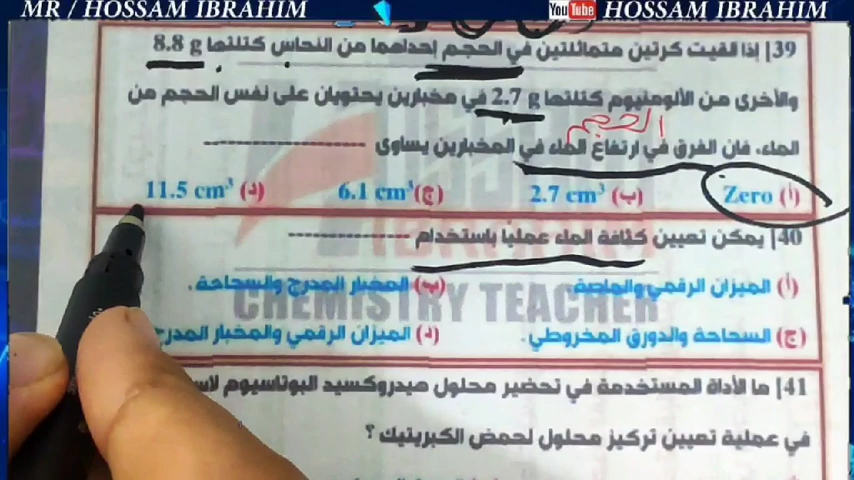 MR / HOSSAM IBRAHIM
YouTube HOSSAM IBRAHIM
39] إذا القيت كرتين متماثلتين في الحجم إحداهما من النحاس كتلتها 8.8 g
والأخرى من الألومنيوم كتلتها 2.7 g في مخبارين يحتويان على نفس الحجم من
الحجم
الماء، فان الفرق في ارتفاع الماء في المخبارين يساوى ----------
(أ) Zero (ب) 2.7 cm³ (ج) 6.1 cm³ (د) 11.5 cm³
40] يمكن تعيين كثافة الماء عمليا باستخدام ----------
(أ) الميزان الرقمي والماصة. (ب) المخبار المدرج والسحاحة.
(ج) السحاحة والدورق المخروطي. (د) الميزان الرقمي والمخبار المدرج
CHEMISTRY TEACHER
41] ما الأداة المستخدمة في تحضير محلول هيدروكسيد البوتاسيوم
في عملية تعيين تركيز محلول لحمض الكبريتيك ؟